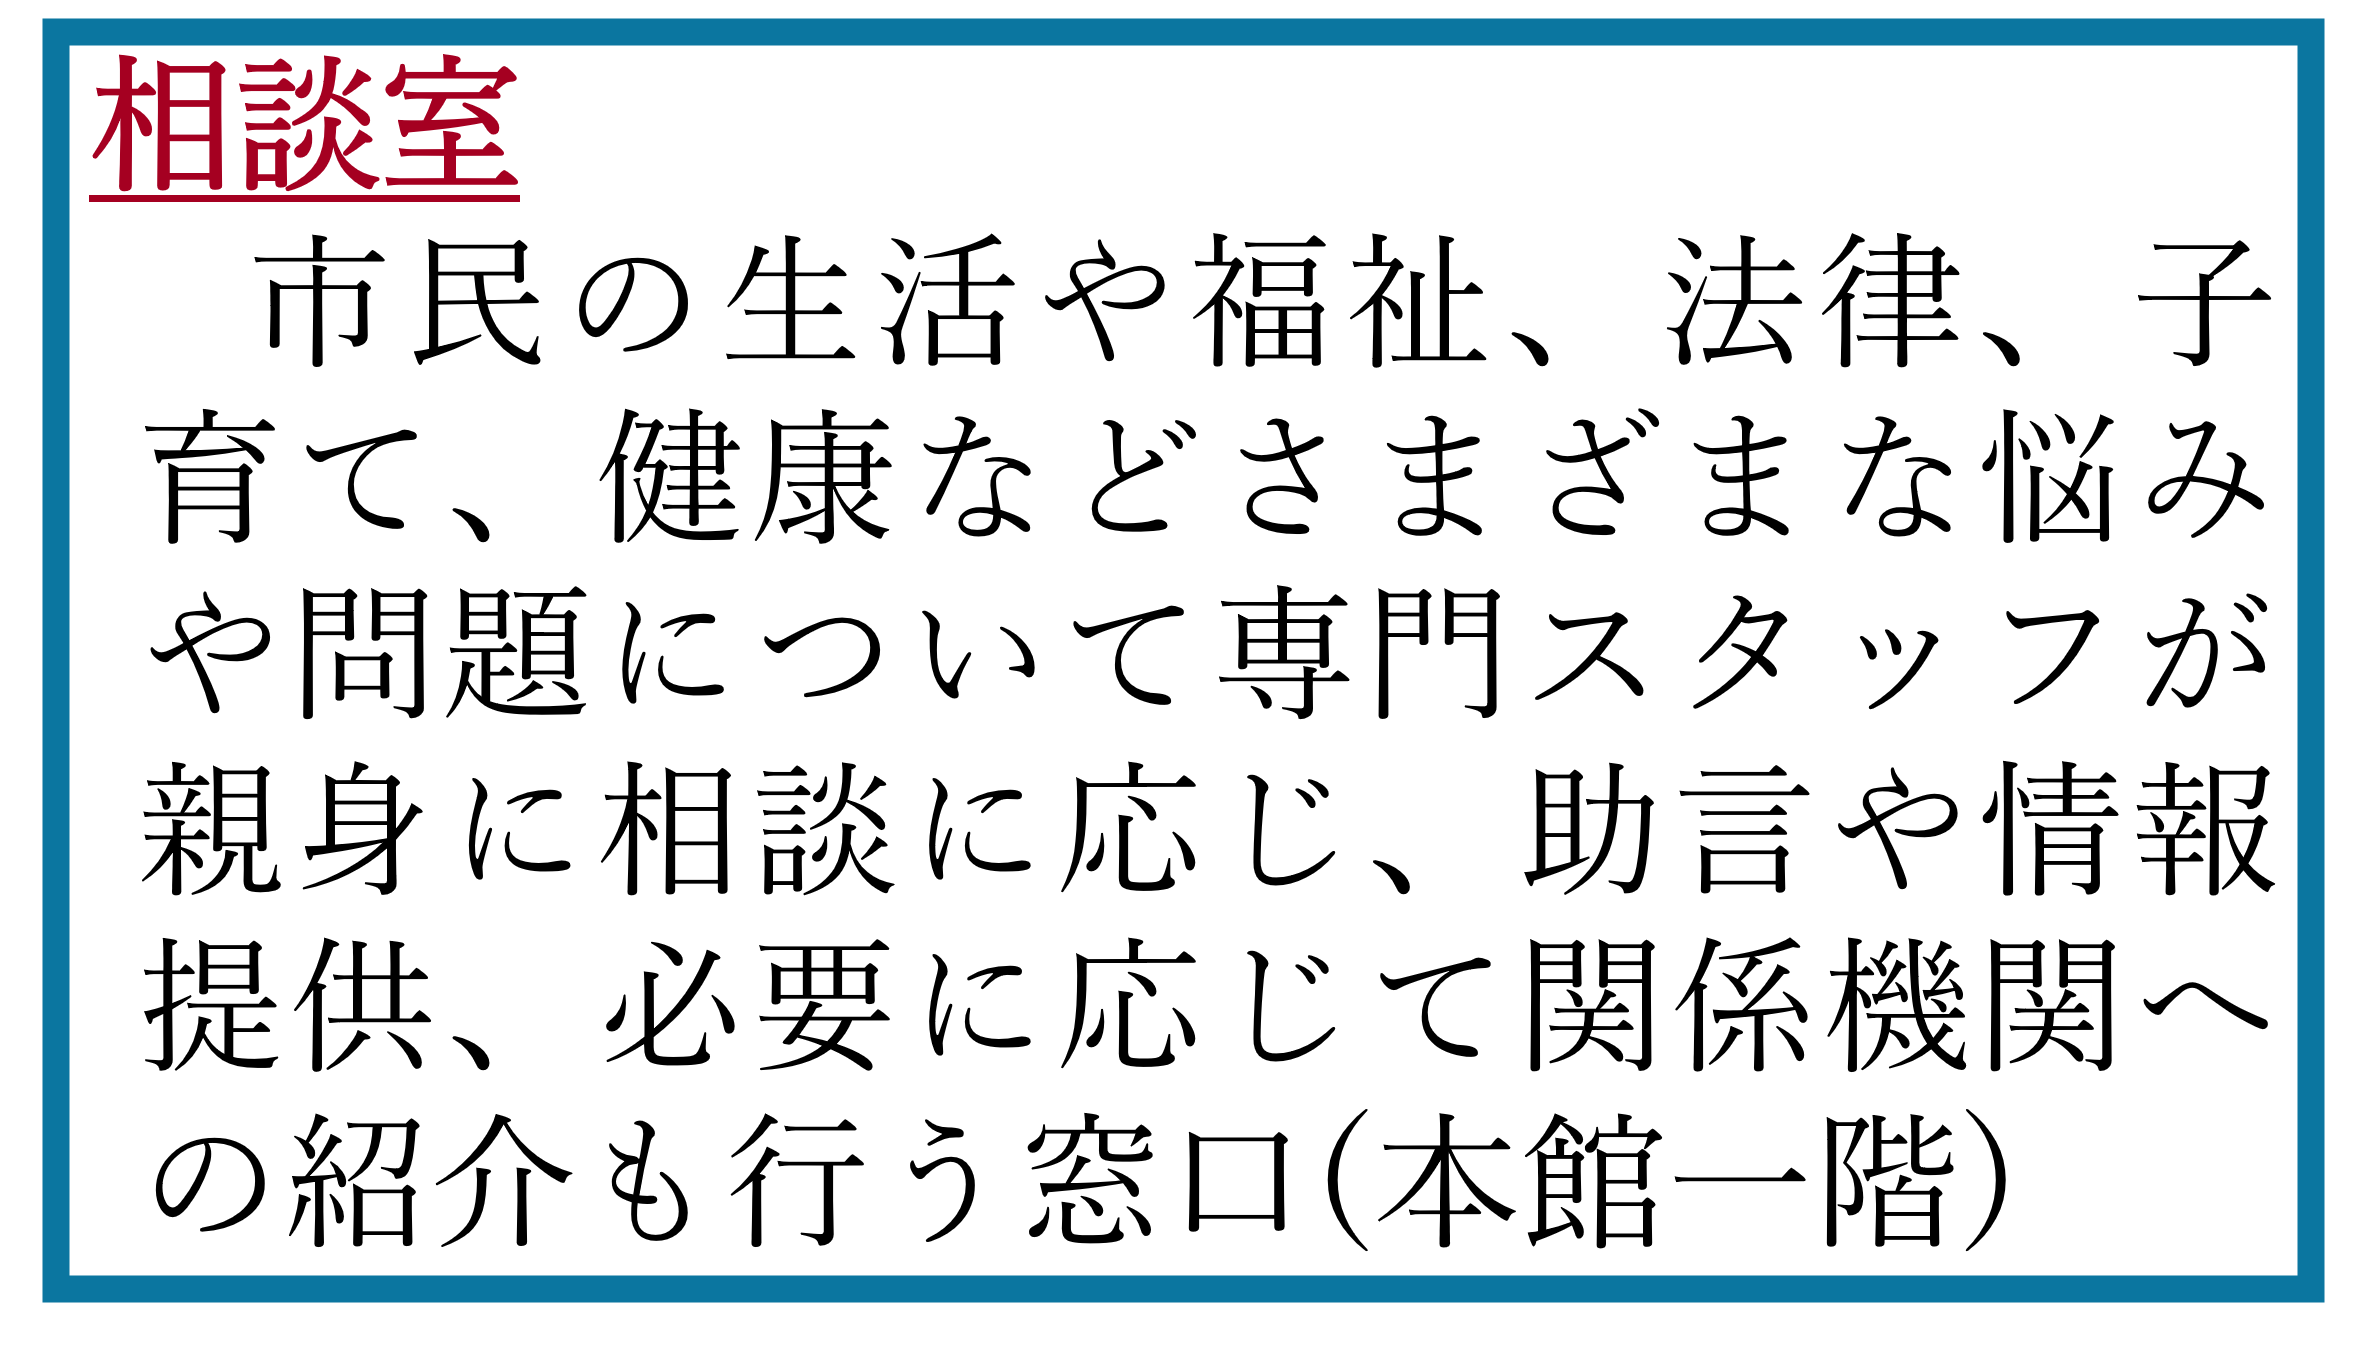 相談室
市民の生活や福祉、法律、子
育て、健康などさまざまな悩み
や問題について専門スタッフが
親身に相談に応じ、助言や情報
提供、必要に応じて関係機関へ
の紹介も行う窓口(本館一階)